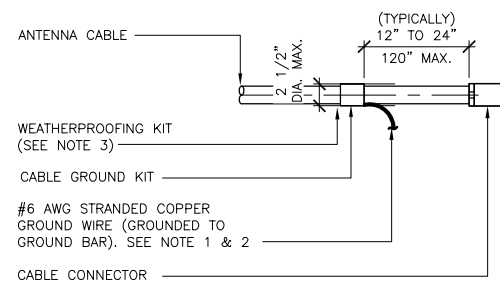 (TYPICALLY)
12" TO 24"
120" MAX.
ANTENNA CABLE
2 1/2"
DIA. MAX.
WEATHERPROOFING KIT
(SEE NOTE 3)
CABLE GROUND KIT
#6 AWG STRANDED COPPER
GROUND WIRE (GROUNDED TO
GROUND BAR). SEE NOTE 1 & 2
CABLE CONNECTOR